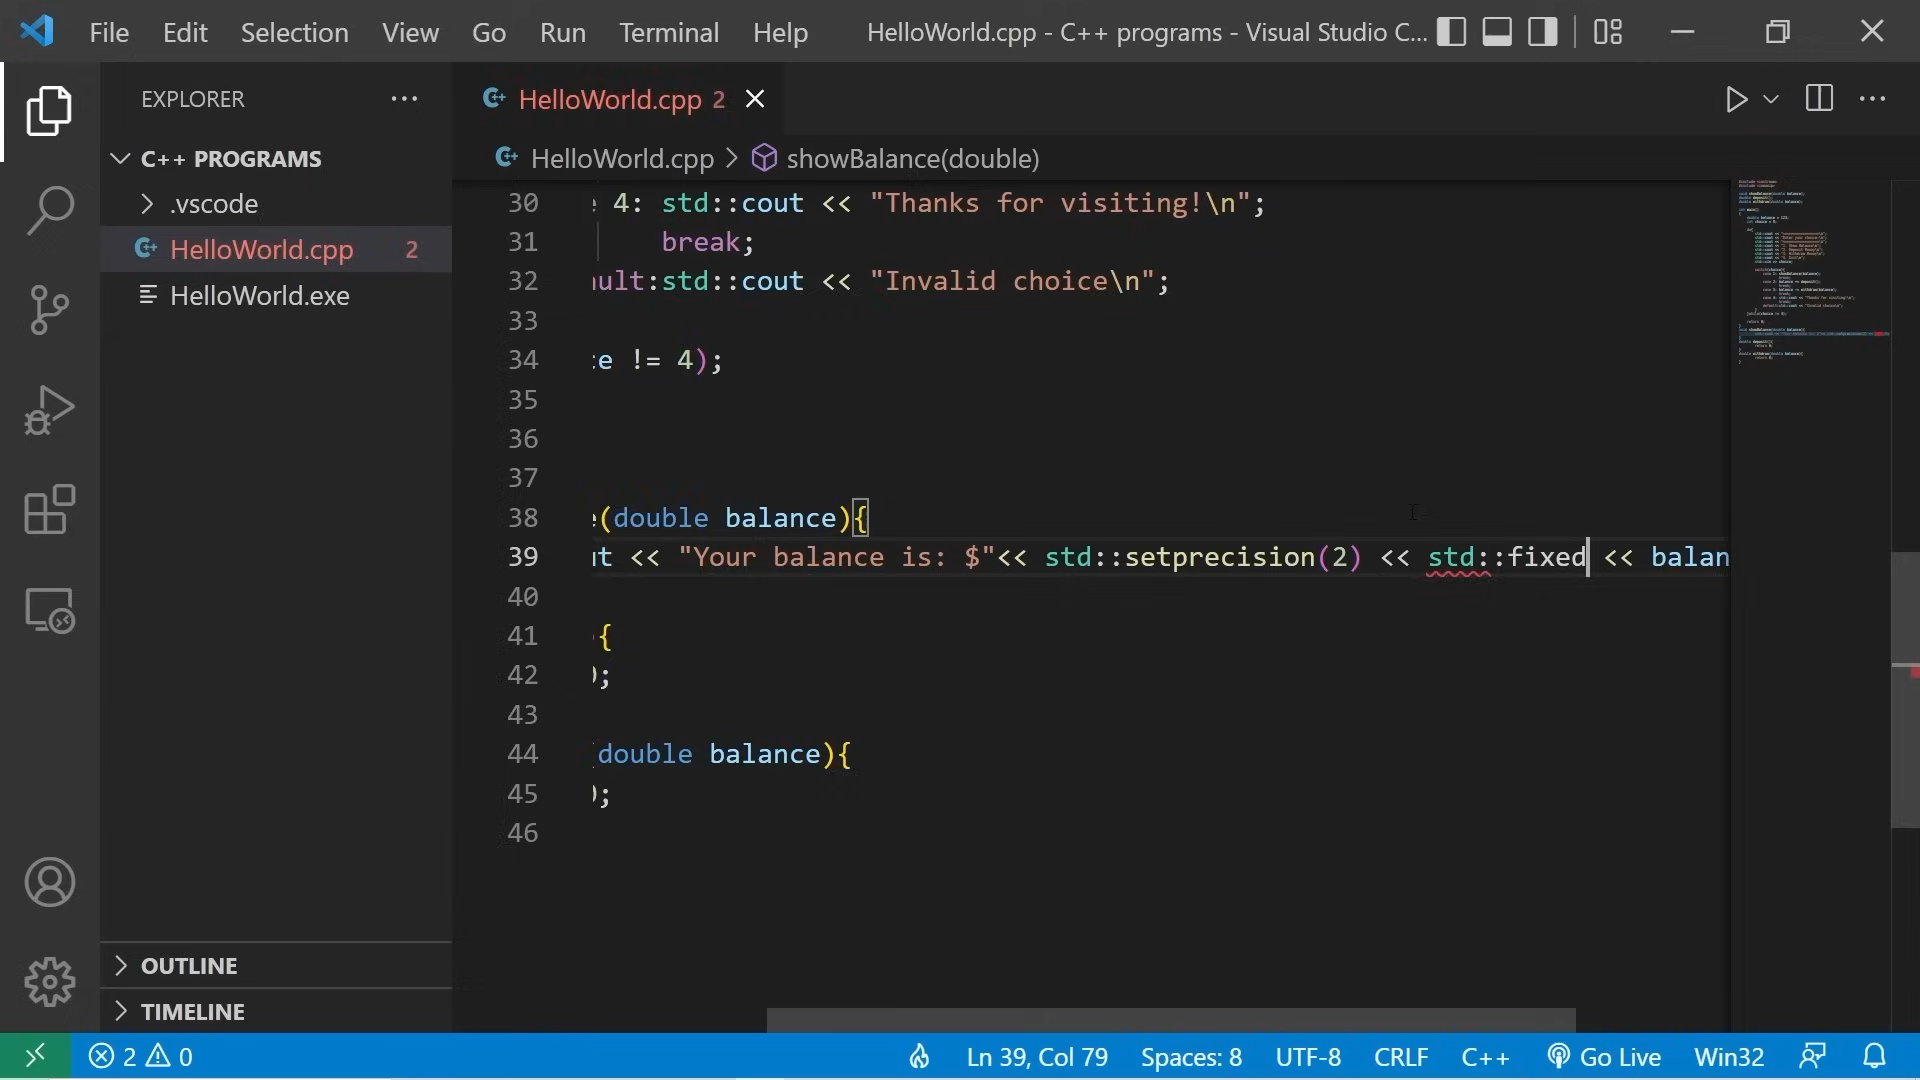 File Edit Selection View Go Run Terminal Help HelloWorld.cpp - C++ programs - Visual Studio C...
EXPLORER
C++ PROGRAMS
.vscode
HelloWorld.cpp 2
HelloWorld.exe
OUTLINE
TIMELINE
HelloWorld.cpp 2
HelloWorld.cpp > showBalance(double)
30 4: std::cout << "Thanks for visiting!\n";
31 break;
32 ult:std::cout << "Invalid choice\n";
33
34 e != 4);
35
36
37
38 (double balance){
39 t << "Your balance is: $"<< std::setprecision(2) << std::fixed << balan
40
41 {
42 ;
43
44 (double balance){
45 ;
46
2 0 Ln 39, Col 79 Spaces: 8 UTF-8 CRLF C++ Go Live Win32